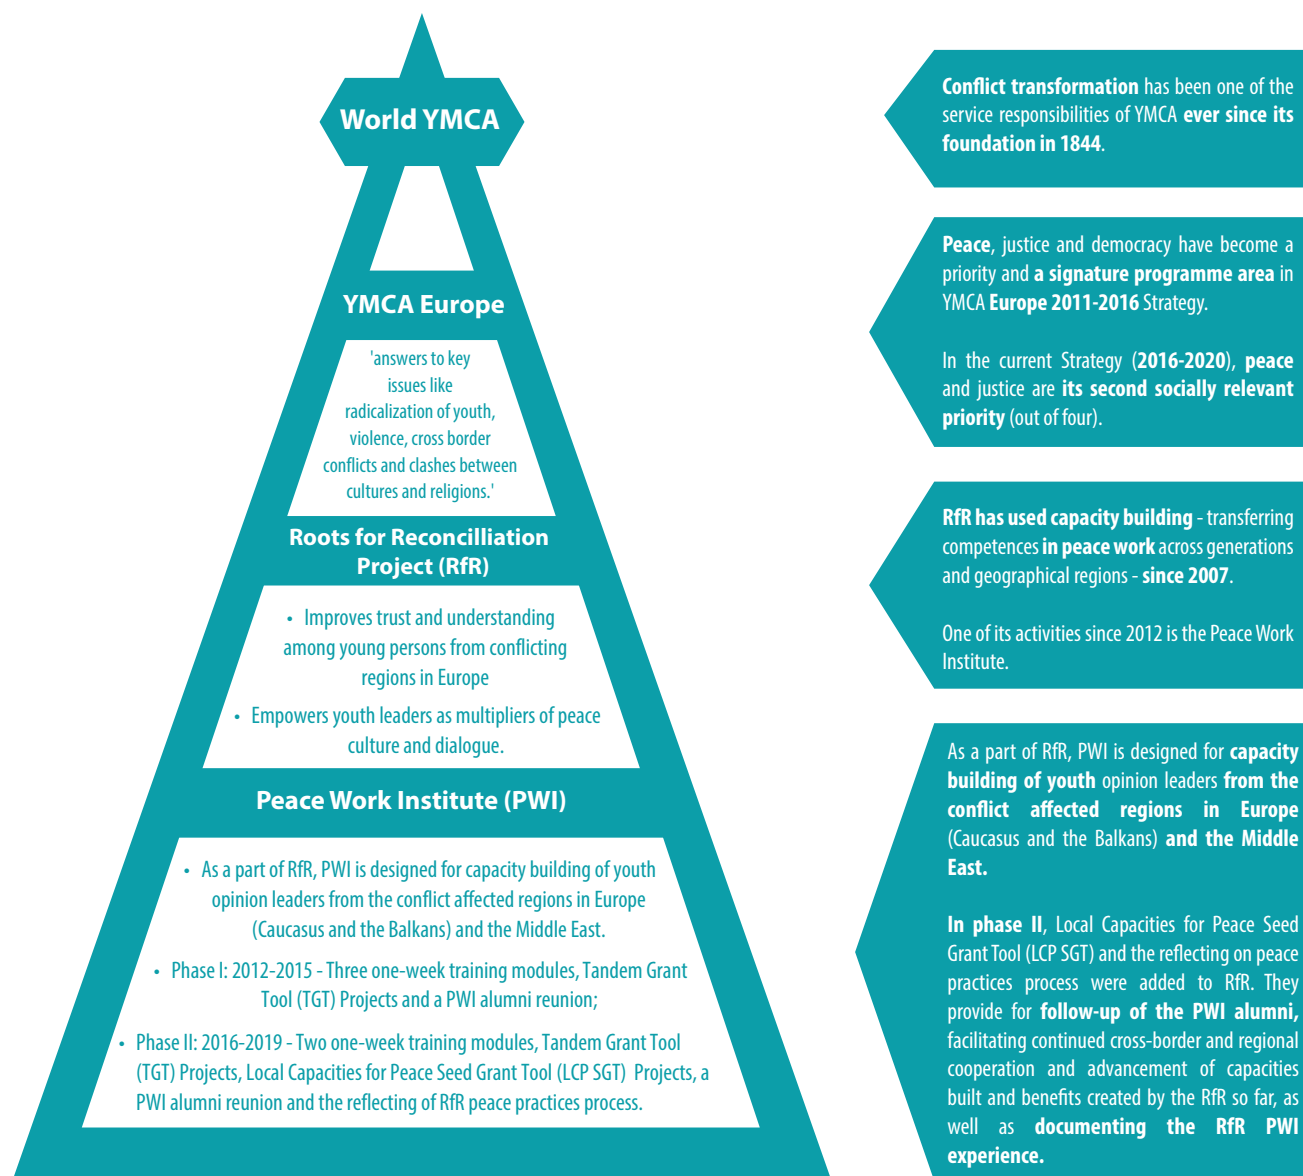 World YMCA
YMCA Europe
'answers to key
issues like
radicalization of youth,
violence, cross border
conflicts and clashes between
cultures and religions.'
Roots for Reconcilliation
Project (RfR)
• Improves trust and understanding
among young persons from conflicting
regions in Europe
• Empowers youth leaders as multipliers of peace
culture and dialogue.
Peace Work Institute (PWI)
• As a part of RfR, PWI is designed for capacity building of youth
opinion leaders from the conflict affected regions in Europe
(Caucasus and the Balkans) and the Middle East.
• Phase I: 2012-2015 - Three one-week training modules, Tandem Grant
Tool (TGT) Projects and a PWI alumni reunion;
• Phase II: 2016-2019 - Two one-week training modules, Tandem Grant Tool
(TGT) Projects, Local Capacities for Peace Seed Grant Tool (LCP SGT) Projects, a
PWI alumni reunion and the reflecting of RfR peace practices process.
Conflict transformation has been one of the
service responsibilities of YMCA ever since its
foundation in 1844.
Peace, justice and democracy have become a
priority and a signature programme area in
YMCA Europe 2011-2016 Strategy.
In the current Strategy (2016-2020), peace
and justice are its second socially relevant
priority (out of four).
RfR has used capacity building - transferring
competences in peace work across generations
and geographical regions - since 2007.
One of its activities since 2012 is the Peace Work
Institute.
As a part of RfR, PWI is designed for capacity
building of youth opinion leaders from the
conflict affected regions in Europe
(Caucasus and the Balkans) and the Middle
East.
In phase II, Local Capacities for Peace Seed
Grant Tool (LCP SGT) and the reflecting on peace
practices process were added to RfR. They
provide for follow-up of the PWI alumni,
facilitating continued cross-border and regional
cooperation and advancement of capacities
built and benefits created by the RfR so far, as
well as documenting the RfR PWI
experience.